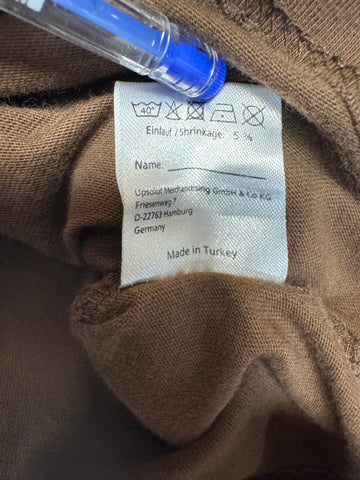 40°
Einlauf/shrinkage: 5 %
Name:
Upsolut Merchandising GmbH & Co KG
Friesenweg 7
D-22763 Hamburg
Germany
Made in Turkey